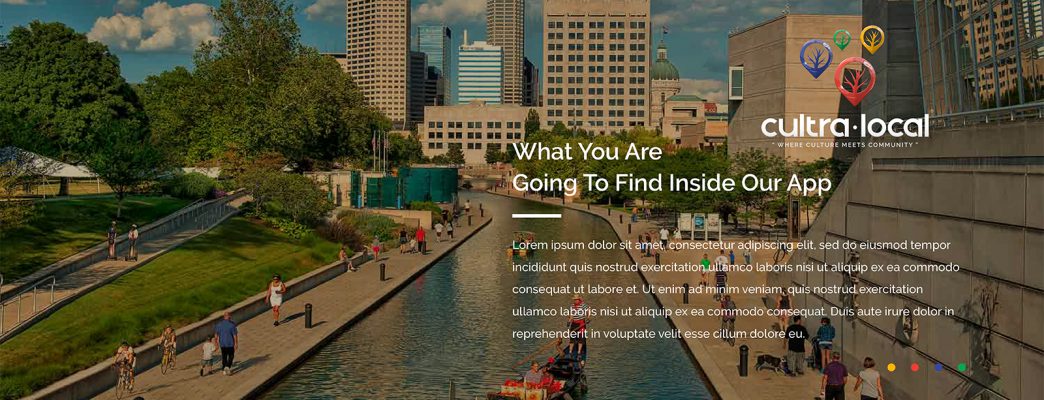 cultra·local
" WHERE CULTURE MEETS COMMUNITY "
What You Are
Going To Find Inside Our App
Lorem ipsum dolor sit amet, consectetur adipiscing elit, sed do eiusmod tempor
incididunt quis nostrud exercitation ullamco laboris nisi ut aliquip ex ea commodo
consequat ut labore et. Ut enim ad minim veniam, quis nostrud exercitation
ullamco laboris nisi ut aliquip ex ea commodo consequat. Duis aute irure dolor in
reprehenderit in voluptate velit esse cillum dolore eu.